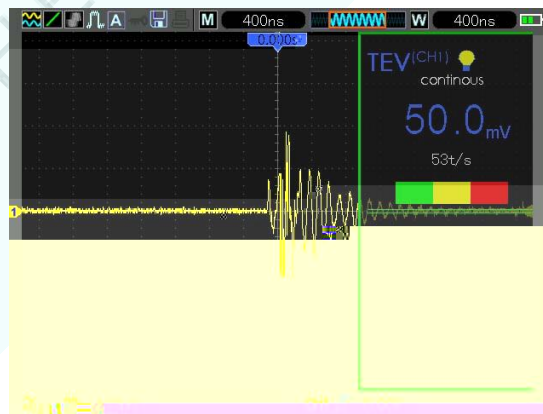 A M 400ns W 400ns
0.000s
TEV(CH1)
continous
50.0mV
53t/s
1